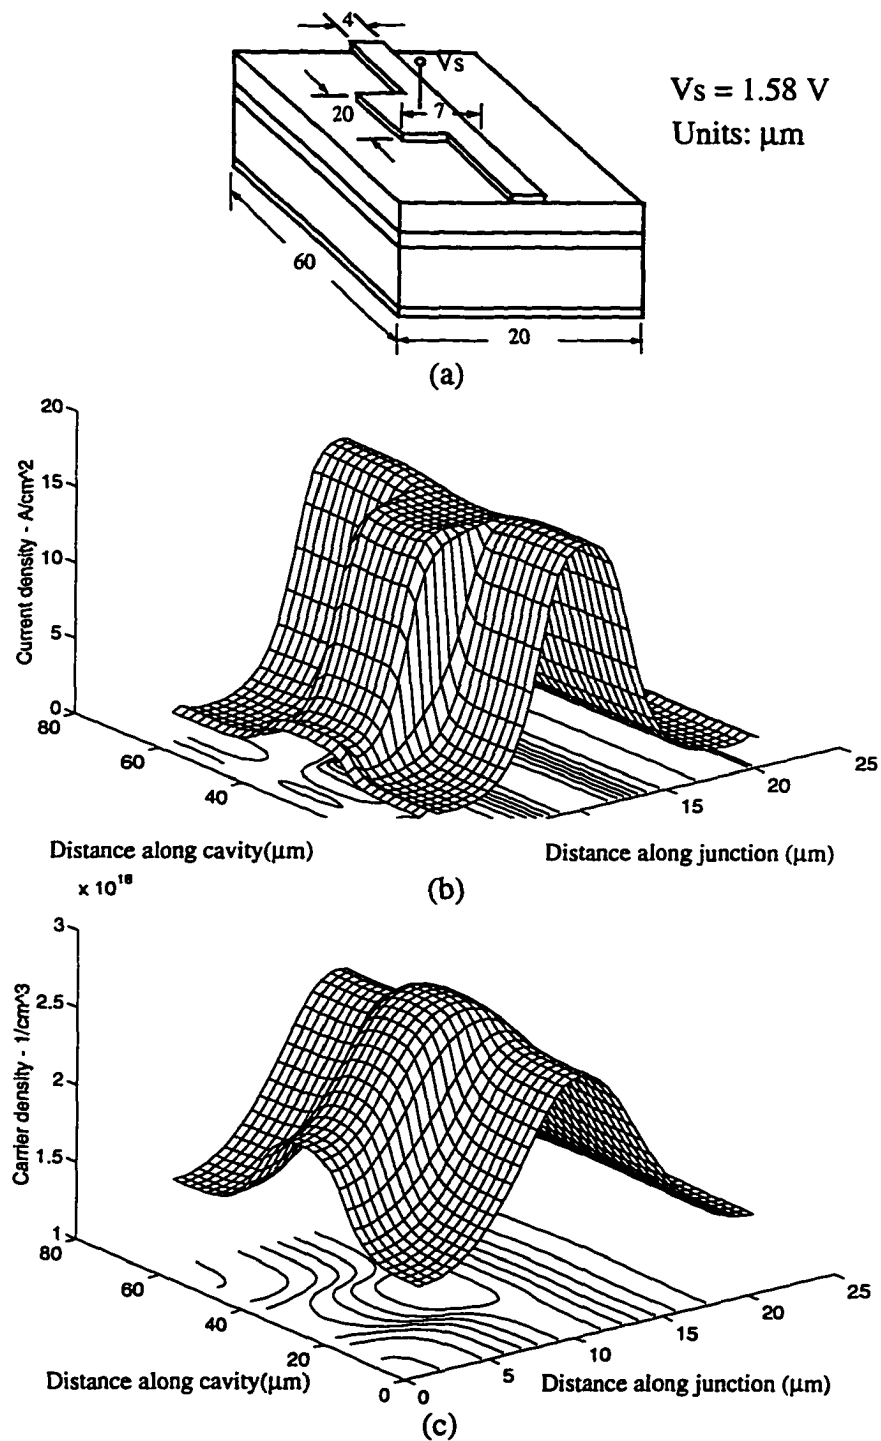 4
Vs
Vs = 1.58 V
20
7
Units: μm
60
20
(a)
20
15
10
5
0
Current density - A/cm^2
80
60
40
15
20
25
Distance along cavity(μm)
Distance along junction (μm)
(b)
x 10^18
3
2.5
2
1.5
1
Carrier density - 1/cm^3
80
60
40
20
0
0
5
10
15
20
25
Distance along cavity(μm)
Distance along junction (μm)
(c)